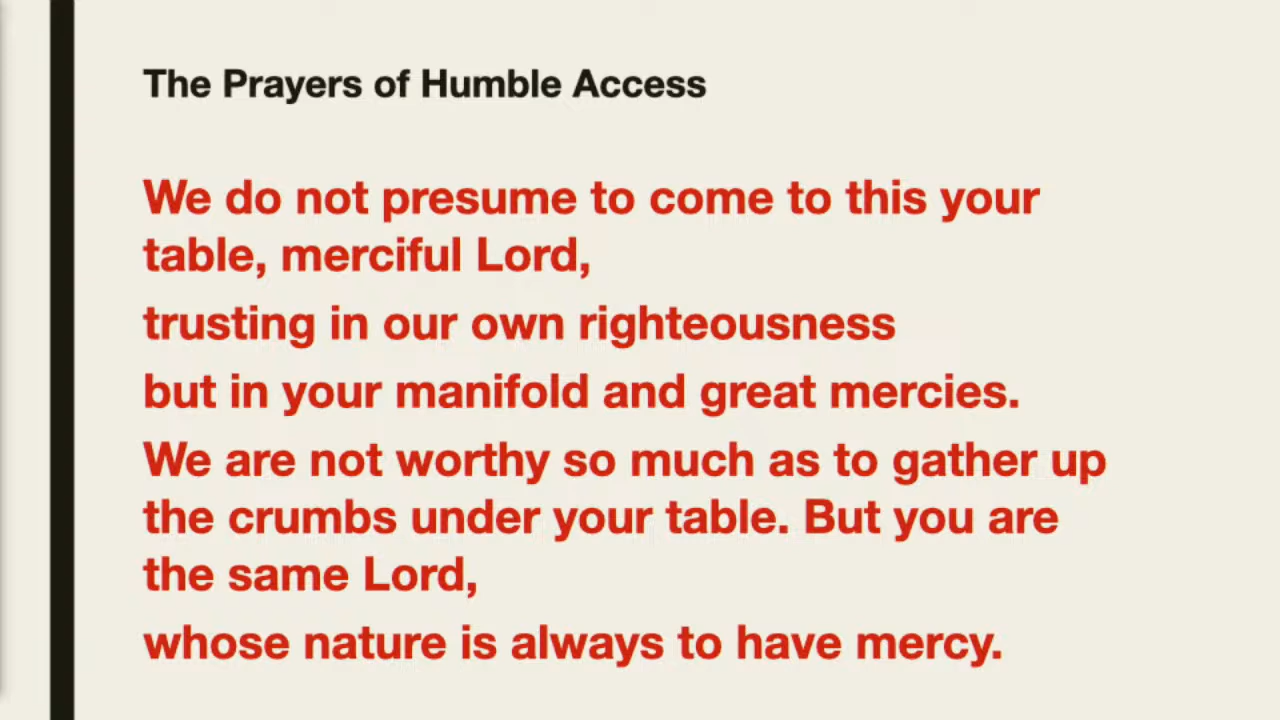 The Prayers of Humble Access
We do not presume to come to this your
table, merciful Lord,
trusting in our own righteousness
but in your manifold and great mercies.
We are not worthy so much as to gather up
the crumbs under your table. But you are
the same Lord,
whose nature is always to have mercy.